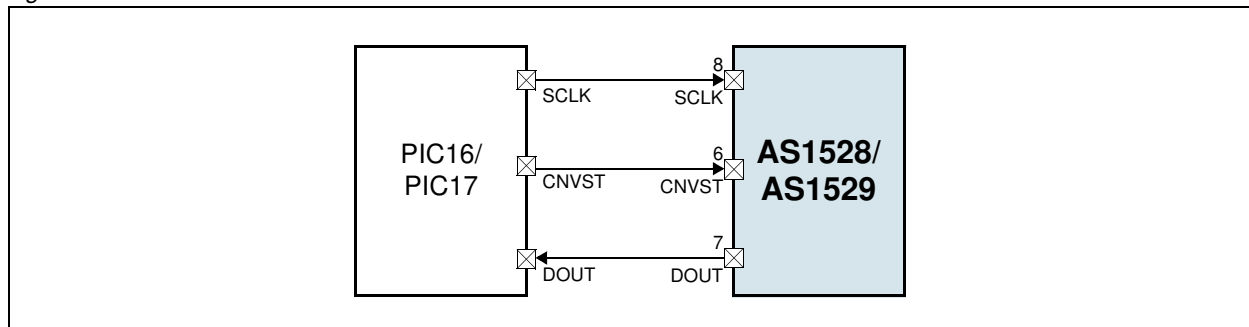 8
SCLK SCLK
PIC16/
PIC17
6
CNVST CNVST
AS1528/
AS1529
7
DOUT DOUT